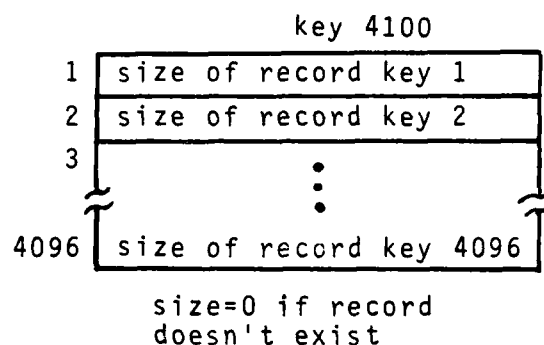 key 4100
1 size of record key 1
2 size of record key 2
3
4096 size of record key 4096
size=0 if record
doesn't exist